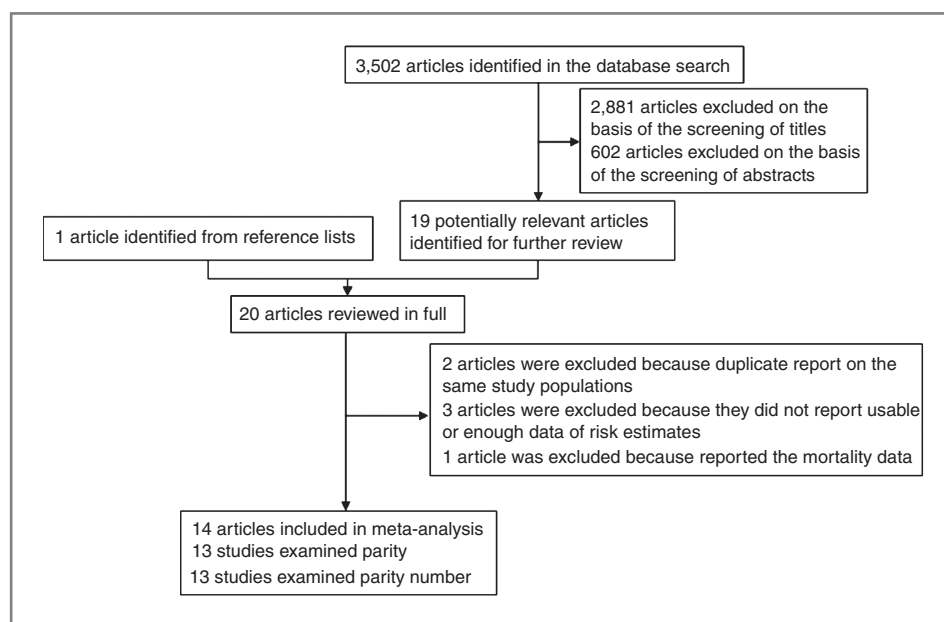 3,502 articles identified in the database search
2,881 articles excluded on the
basis of the screening of titles
602 articles excluded on the basis
of the screening of abstracts
1 article identified from reference lists
19 potentially relevant articles
identified for further review
20 articles reviewed in full
2 articles were excluded because duplicate report on the
same study populations
3 articles were excluded because they did not report usable
or enough data of risk estimates
1 article was excluded because reported the mortality data
14 articles included in meta-analysis
13 studies examined parity
13 studies examined parity number